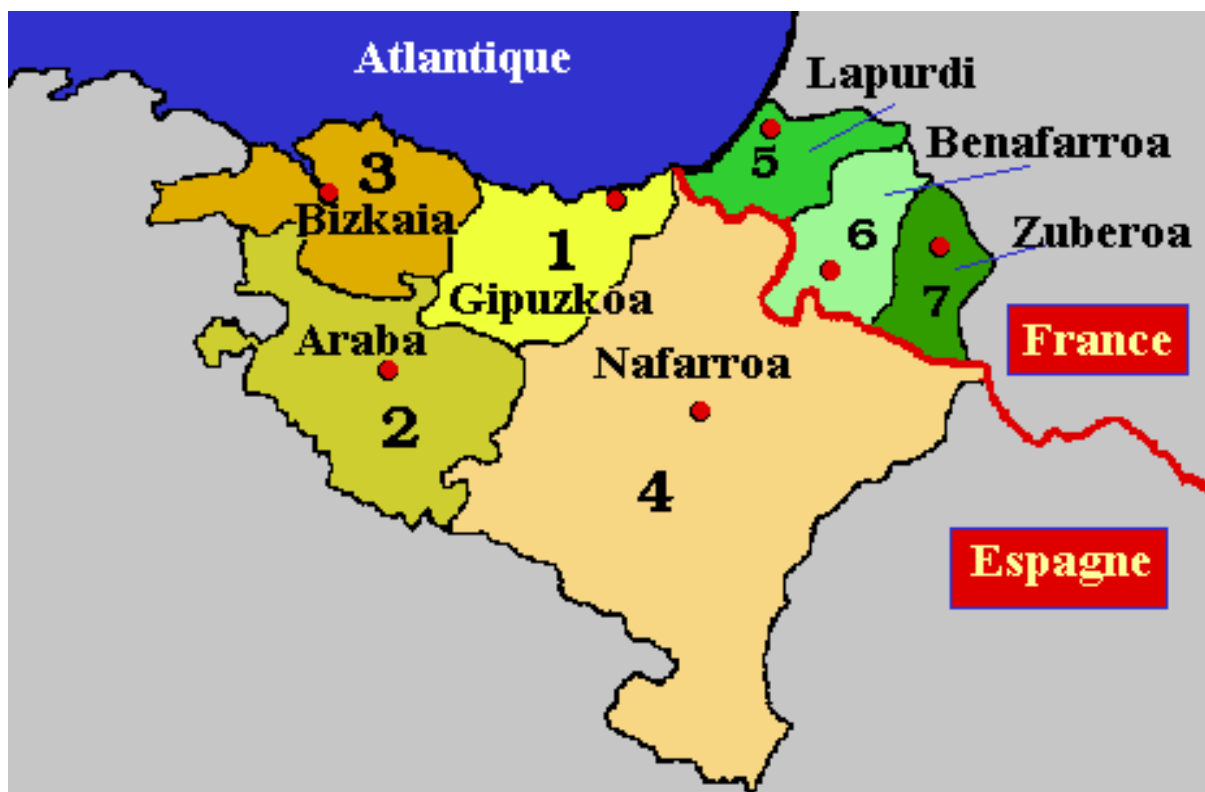 Atlantique
Lapurdi
Benafarroa
Zuberoa
3
Bizkaia
5
1
Gipuzkoa
6
7
France
Araba
2
Nafarroa
4
Espagne